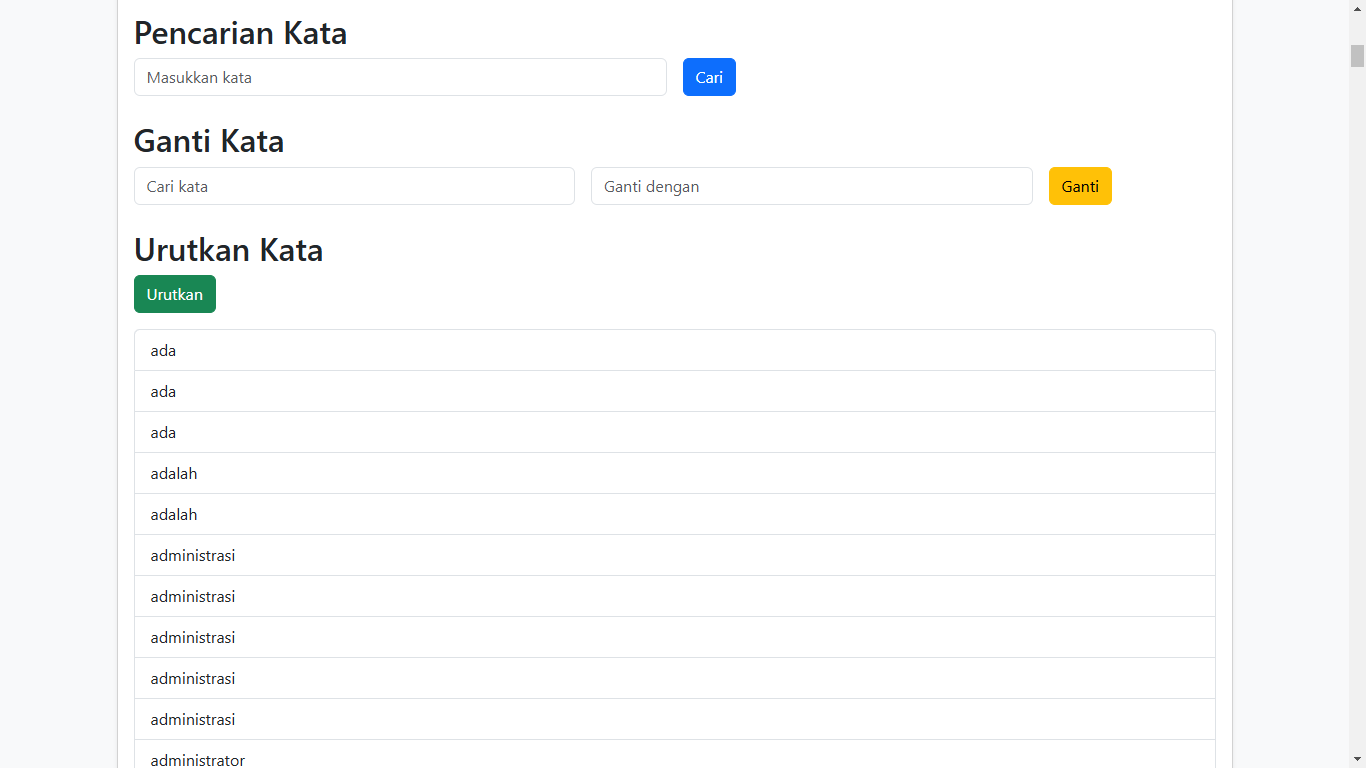 Pencarian Kata
Masukkan kata
Cari
Ganti Kata
Cari kata
Ganti dengan
Ganti
Urutkan Kata
Urutkan
ada
ada
ada
adalah
adalah
administrasi
administrasi
administrasi
administrasi
administrasi
administrator